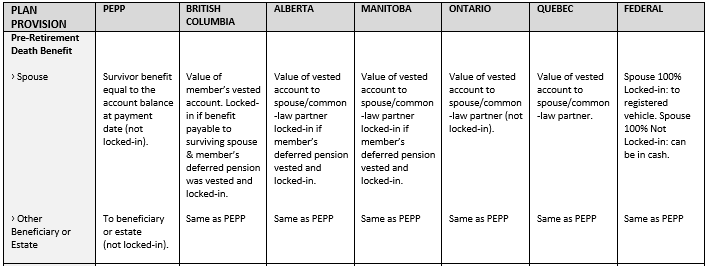 PLAN PROVISION
PEPP
BRITISH COLUMBIA
ALBERTA
MANITOBA
ONTARIO
QUEBEC
FEDERAL
Pre-Retirement
Death Benefit
› Spouse
Survivor benefit
equal to the
account balance
at payment
date (not
locked-in).
Value of
member's vested
account. Locked-
in if benefit
payable to
surviving spouse
& member's
deferred pension
was vested and
locked-in.
Value of vested
account to
spouse/common
-law partner
locked-in if
member's
deferred pension
vested and
locked-in.
Value of vested
account to
spouse/common
-law partner
locked-in if
member's
deferred pension
vested and
locked-in.
Value of vested
account to
spouse/common
-law partner (not
locked-in).
Value of vested
account to
spouse/common
-law partner.
Spouse 100%
Locked-in: to
registered
vehicle. Spouse
100% Not
Locked-in: can
be in cash.
› Other
Beneficiary or
Estate
To beneficiary
or estate
(not locked-in).
Same as PEPP
Same as PEPP
Same as PEPP
Same as PEPP
Same as PEPP
Same as PEPP